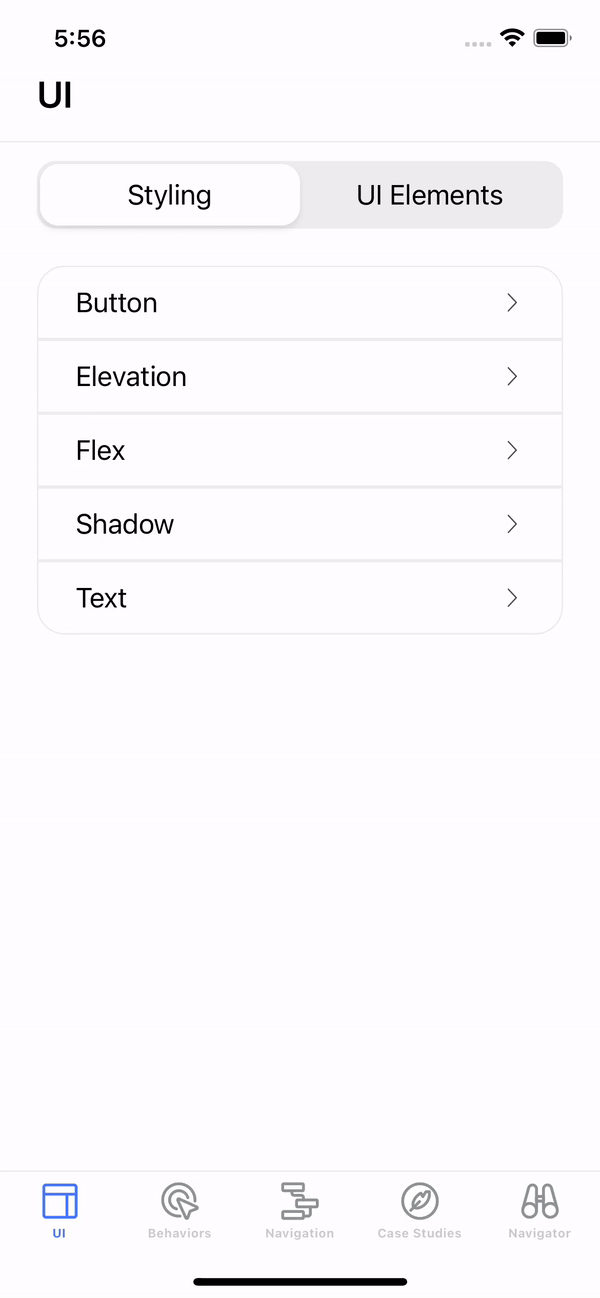 5:56
UI
Styling UI Elements
Button
Elevation
Flex
Shadow
Text
UI Behaviors Navigation Case Studies Navigator